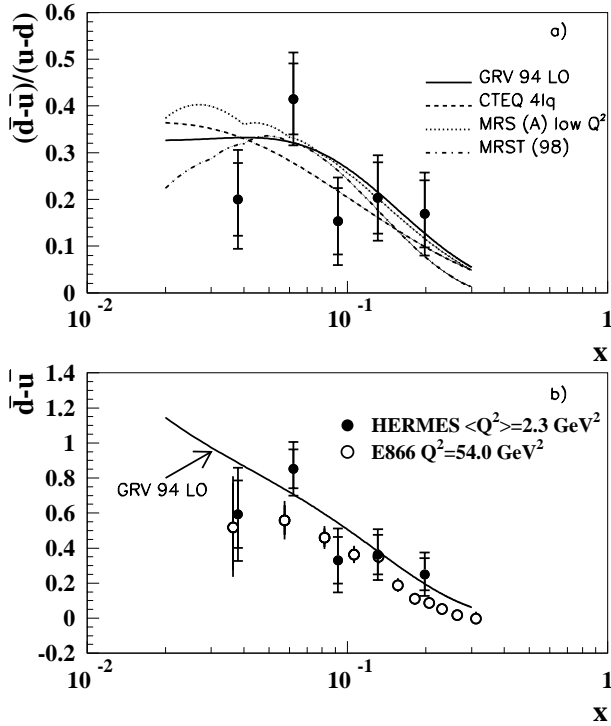 (d̄-ū)/(u-d)
0.6
0.5
0.4
0.3
0.2
0.1
0
a)
GRV 94 LO
CTEQ 4lq
MRS (A) low Q²
MRST (98)
10⁻²
10⁻¹
1
x
d̄-ū
1.4
1.2
1
0.8
0.6
0.4
0.2
0
-0.2
b)
HERMES <Q²>=2.3 GeV²
E866 Q²=54.0 GeV²
GRV 94 LO
10⁻²
10⁻¹
1
x